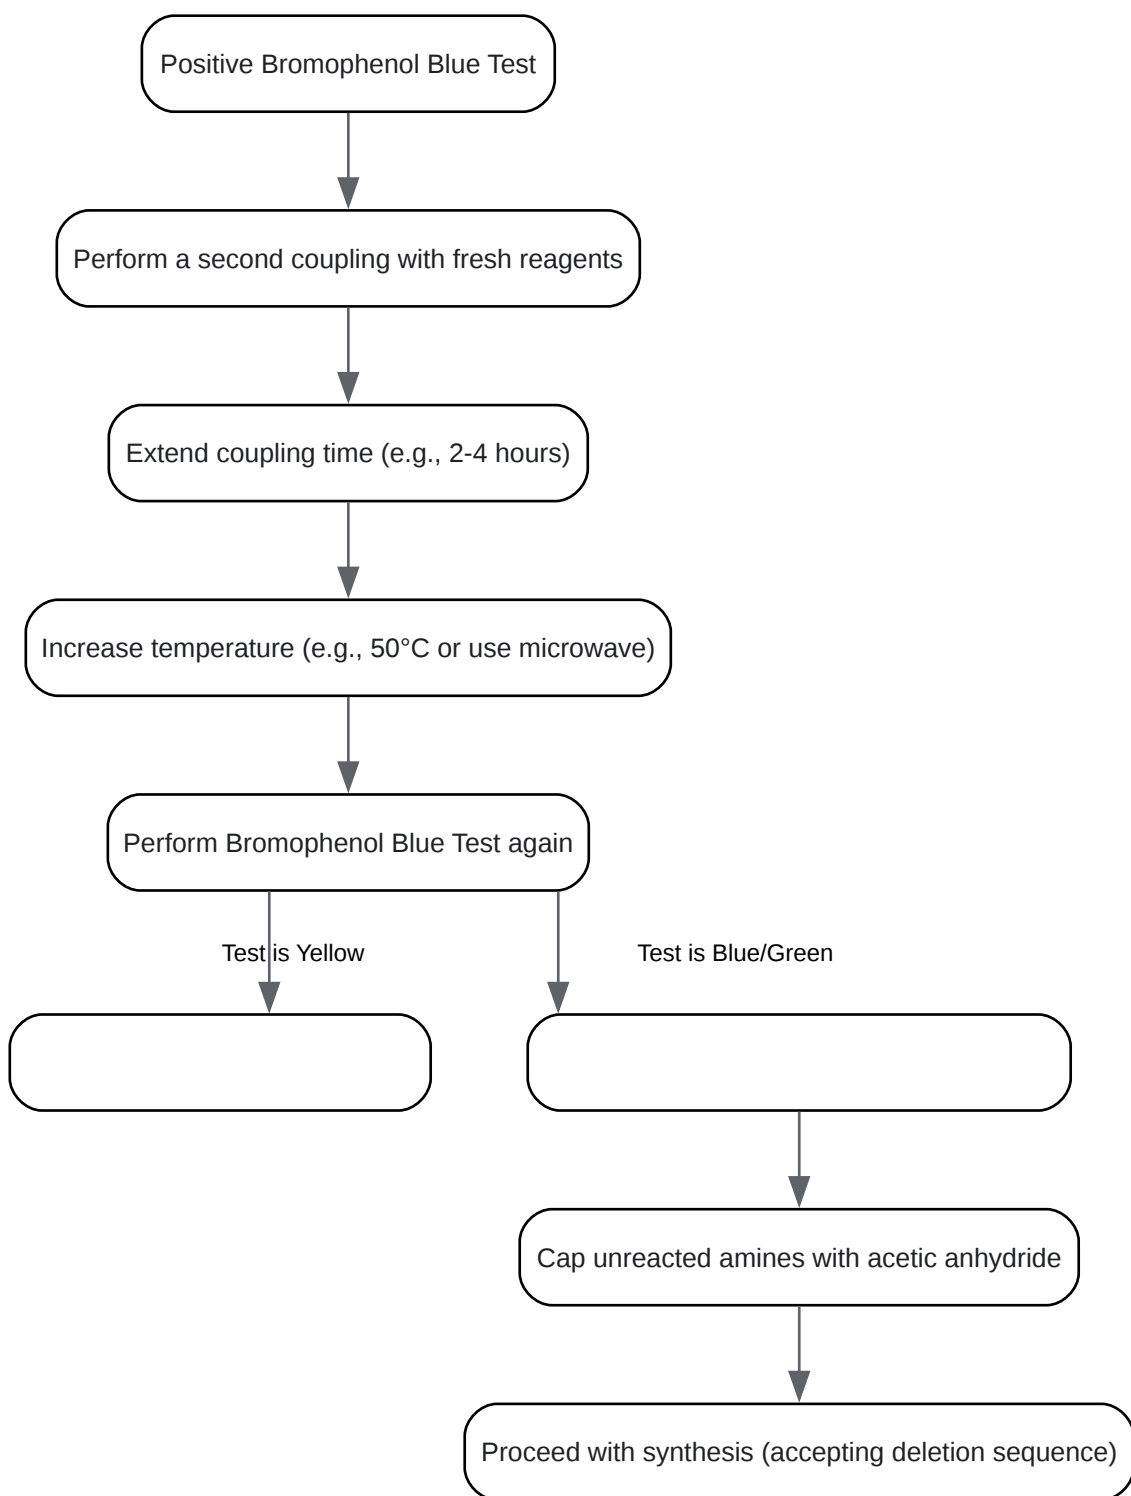 Positive Bromophenol Blue Test
Perform a second coupling with fresh reagents
Extend coupling time (e.g., 2-4 hours)
Increase temperature (e.g., 50°C or use microwave)
Perform Bromophenol Blue Test again
Test is Yellow
Test is Blue/Green
Cap unreacted amines with acetic anhydride
Proceed with synthesis (accepting deletion sequence)